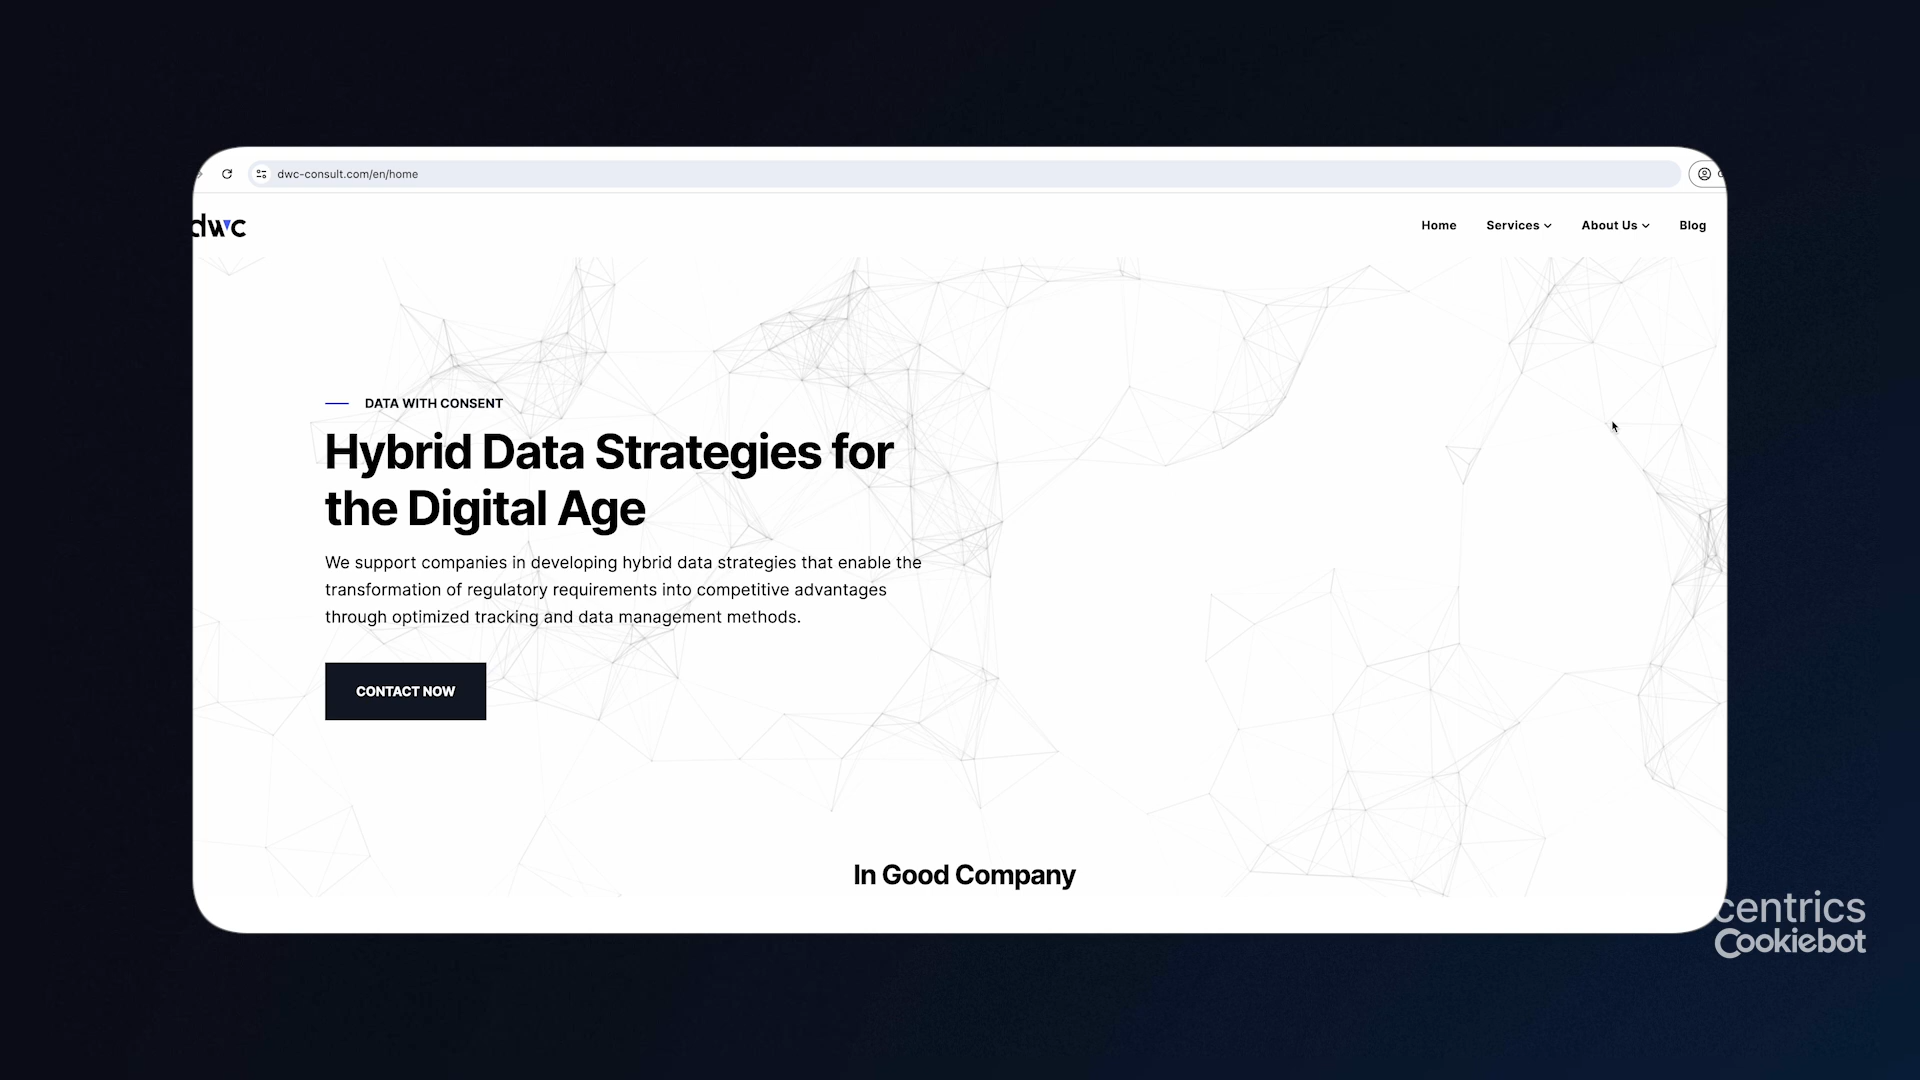 dwc-consult.com/en/home
dwc
Home Services About Us Blog
DATA WITH CONSENT
Hybrid Data Strategies for
the Digital Age
We support companies in developing hybrid data strategies that enable the
transformation of regulatory requirements into competitive advantages
through optimized tracking and data management methods.
CONTACT NOW
In Good Company
centrics
Cookiebot